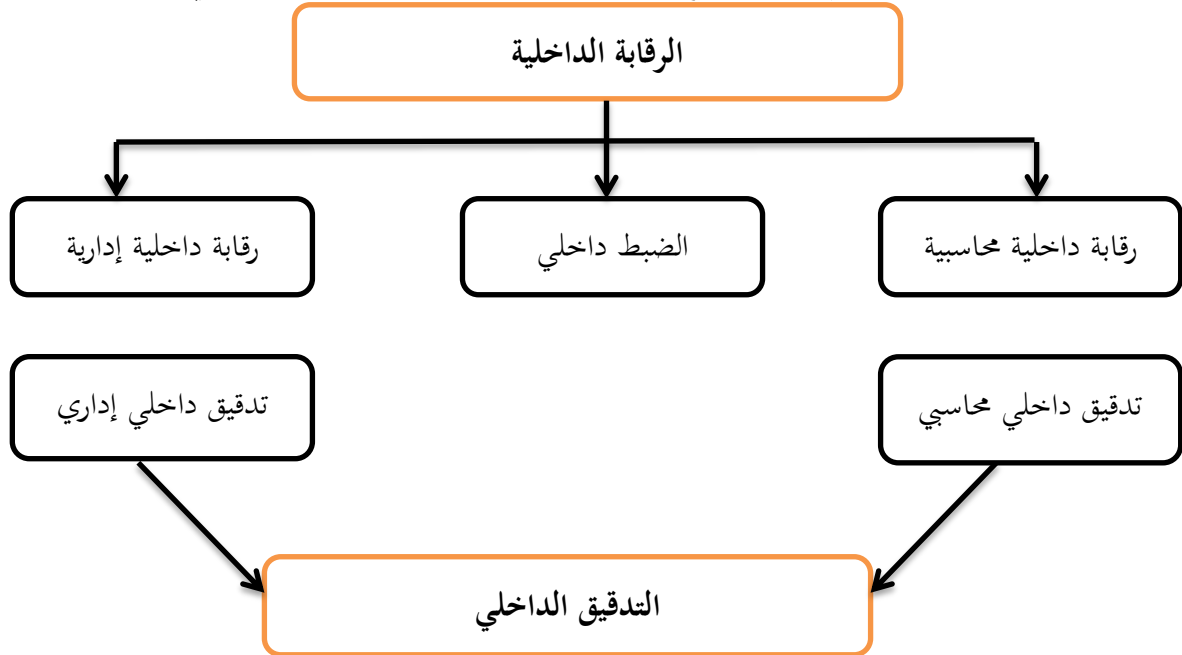 الرقابة الداخلية
رقابة داخلية محاسبية
الضبط داخلي
رقابة داخلية إدارية
تدقيق داخلي محاسبي
تدقيق داخلي إداري
التدقيق الداخلي